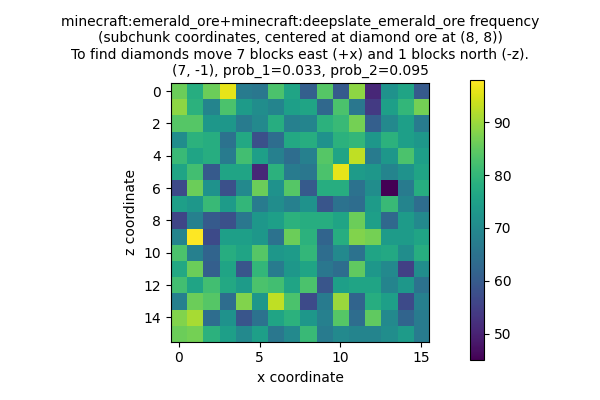 minecraft:emerald_ore+minecraft:deepslate_emerald_ore frequency
(subchunk coordinates, centered at diamond ore at (8, 8))
To find diamonds move 7 blocks east (+x) and 1 blocks north (-z).
(7, -1), prob_1=0.033, prob_2=0.095
0
2
4
6
8
10
12
14
z coordinate
0 5 10 15
x coordinate
90
80
70
60
50